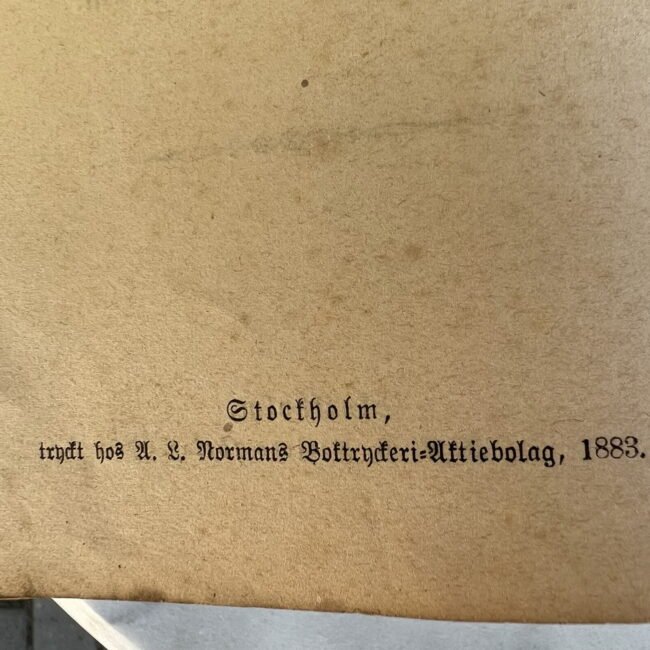 Stockholm,
tryckt hos A. L. Normans Boktryckeri-Aktiebolag, 1883.